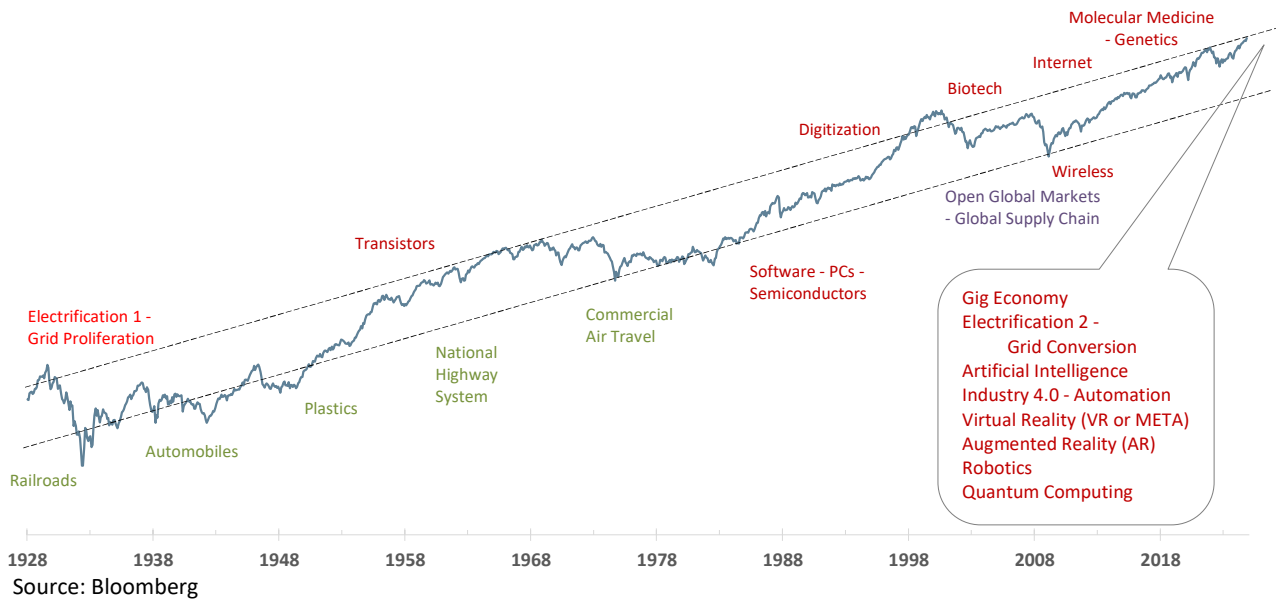 Molecular Medicine
- Genetics
Internet
Biotech
Digitization
Wireless
Open Global Markets
- Global Supply Chain
Transistors
Software - PCs -
Semiconductors
Electrification 1 -
Grid Proliferation
Commercial
Air Travel
National
Highway
System
Plastics
Automobiles
Railroads
Gig Economy
Electrification 2 -
Grid Conversion
Artificial Intelligence
Industry 4.0 - Automation
Virtual Reality (VR or META)
Augmented Reality (AR)
Robotics
Quantum Computing
1928 1938 1948 1958 1968 1978 1988 1998 2008 2018
Source: Bloomberg